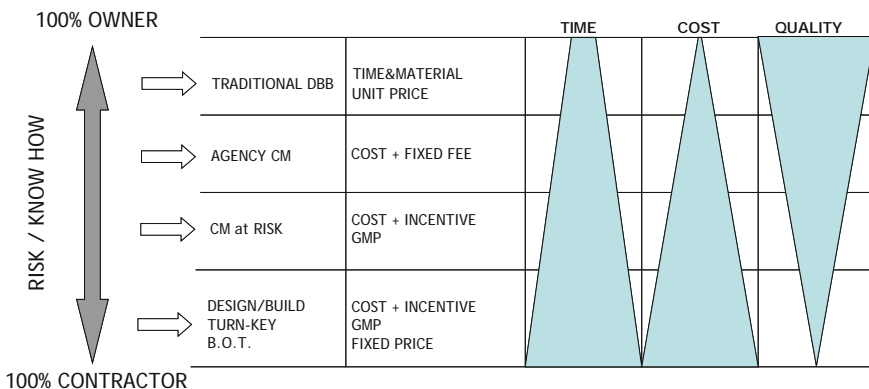 100% OWNER
TIME
COST
QUALITY
TRADITIONAL DBB
TIME&MATERIAL
UNIT PRICE
AGENCY CM
COST + FIXED FEE
RISK / KNOW HOW
CM at RISK
COST + INCENTIVE
GMP
DESIGN/BUILD
TURN-KEY
B.O.T.
COST + INCENTIVE
GMP
FIXED PRICE
100% CONTRACTOR